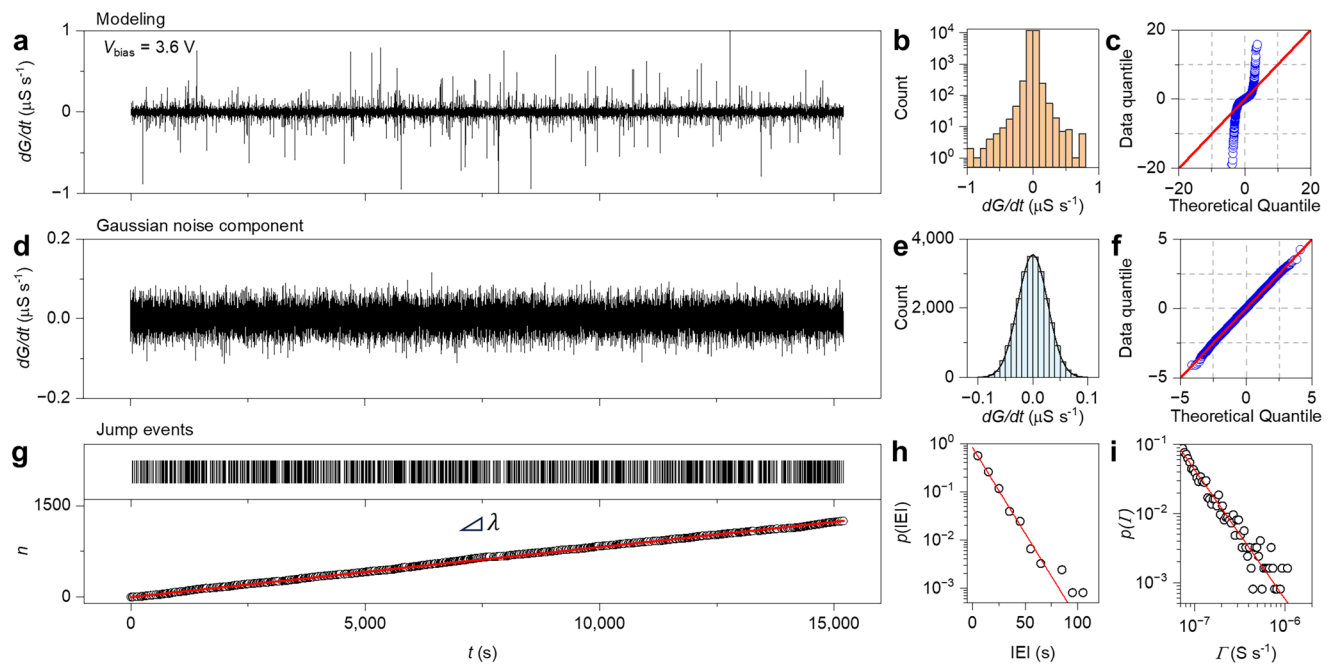 Modeling
a
V_bias = 3.6 V
1
0
−1
dG/dt (μS s⁻¹)
b
10⁴
10³
10²
10¹
10⁰
Count
−1
0
1
dG/dt (μS s⁻¹)
c
20
0
−20
Data quantile
−20
0
20
Theoretical Quantile
Gaussian noise component
d
0.2
0.0
−0.2
dG/dt (μS s⁻¹)
0
5,000
10,000
15,000
e
4,000
2,000
0
Count
−0.1
0.0
0.1
dG/dt (μS s⁻¹)
f
5
0
−5
Data quantile
−5
0
5
Theoretical Quantile
Jump events
g
1500
0
n
λ
0
5,000
10,000
15,000
t (s)
h
10⁰
10⁻¹
10⁻²
10⁻³
p(IEI)
0
50
100
IEI (s)
i
10⁻¹
10⁻²
10⁻³
p(Γ)
10⁻⁷
10⁻⁶
Γ (S s⁻¹)